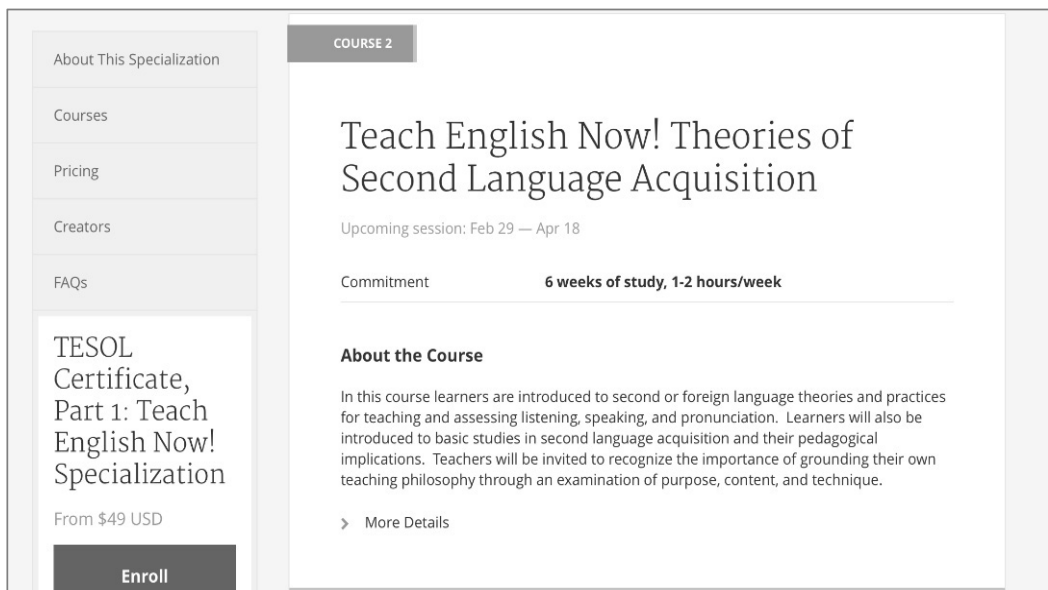 About This Specialization
Courses
Pricing
Creators
FAQs
TESOL
Certificate,
Part 1: Teach
English Now!
Specialization
From $49 USD
Enroll
COURSE 2
Teach English Now! Theories of
Second Language Acquisition
Upcoming session: Feb 29 — Apr 18
Commitment 6 weeks of study, 1-2 hours/week
About the Course
In this course learners are introduced to second or foreign language theories and practices
for teaching and assessing listening, speaking, and pronunciation.  Learners will also be
introduced to basic studies in second language acquisition and their pedagogical
implications.  Teachers will be invited to recognize the importance of grounding their own
teaching philosophy through an examination of purpose, content, and technique.
More Details